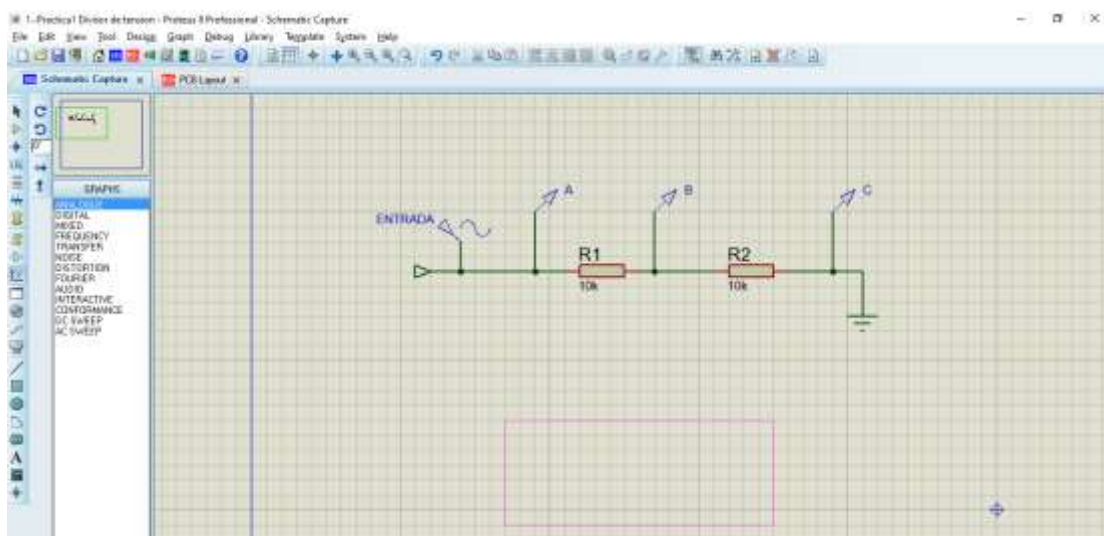 1-Practica1 Divisor de tension - Proteus 8 Professional - Schematic Capture
File Edit View Tool Design Graph Debug Library Template System Help
Schematic Capture
PCB Layout
GRAPHS
ANALOGUE
DIGITAL
MIXED
FREQUENCY
TRANSFER
NOISE
DISTORTION
FOURIER
AUDIO
INTERACTIVE
CONFORMANCE
DC SWEEP
AC SWEEP
A
B
C
ENTRADA
R1
R2
10k
10k